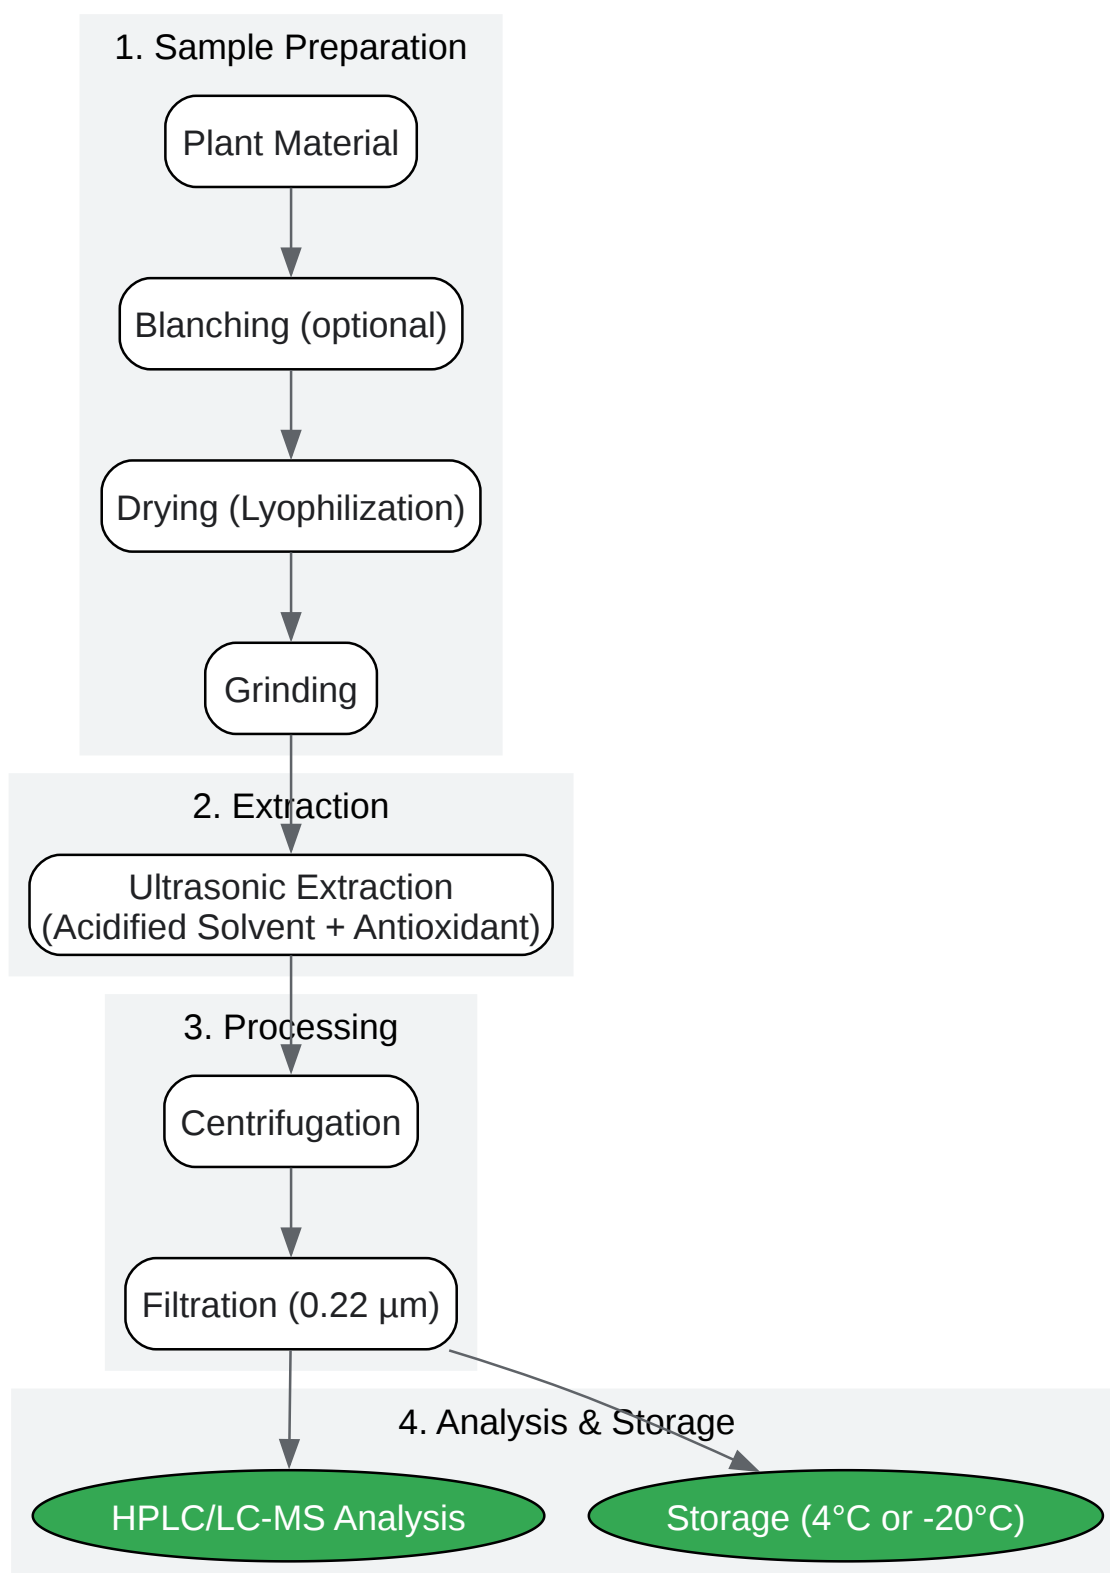 1. Sample Preparation
Plant Material
Blanching (optional)
Drying (Lyophilization)
Grinding
2. Extraction
Ultrasonic Extraction
(Acidified Solvent + Antioxidant)
3. Processing
Centrifugation
Filtration (0.22 µm)
4. Analysis & Storage
HPLC/LC-MS Analysis
Storage (4°C or -20°C)